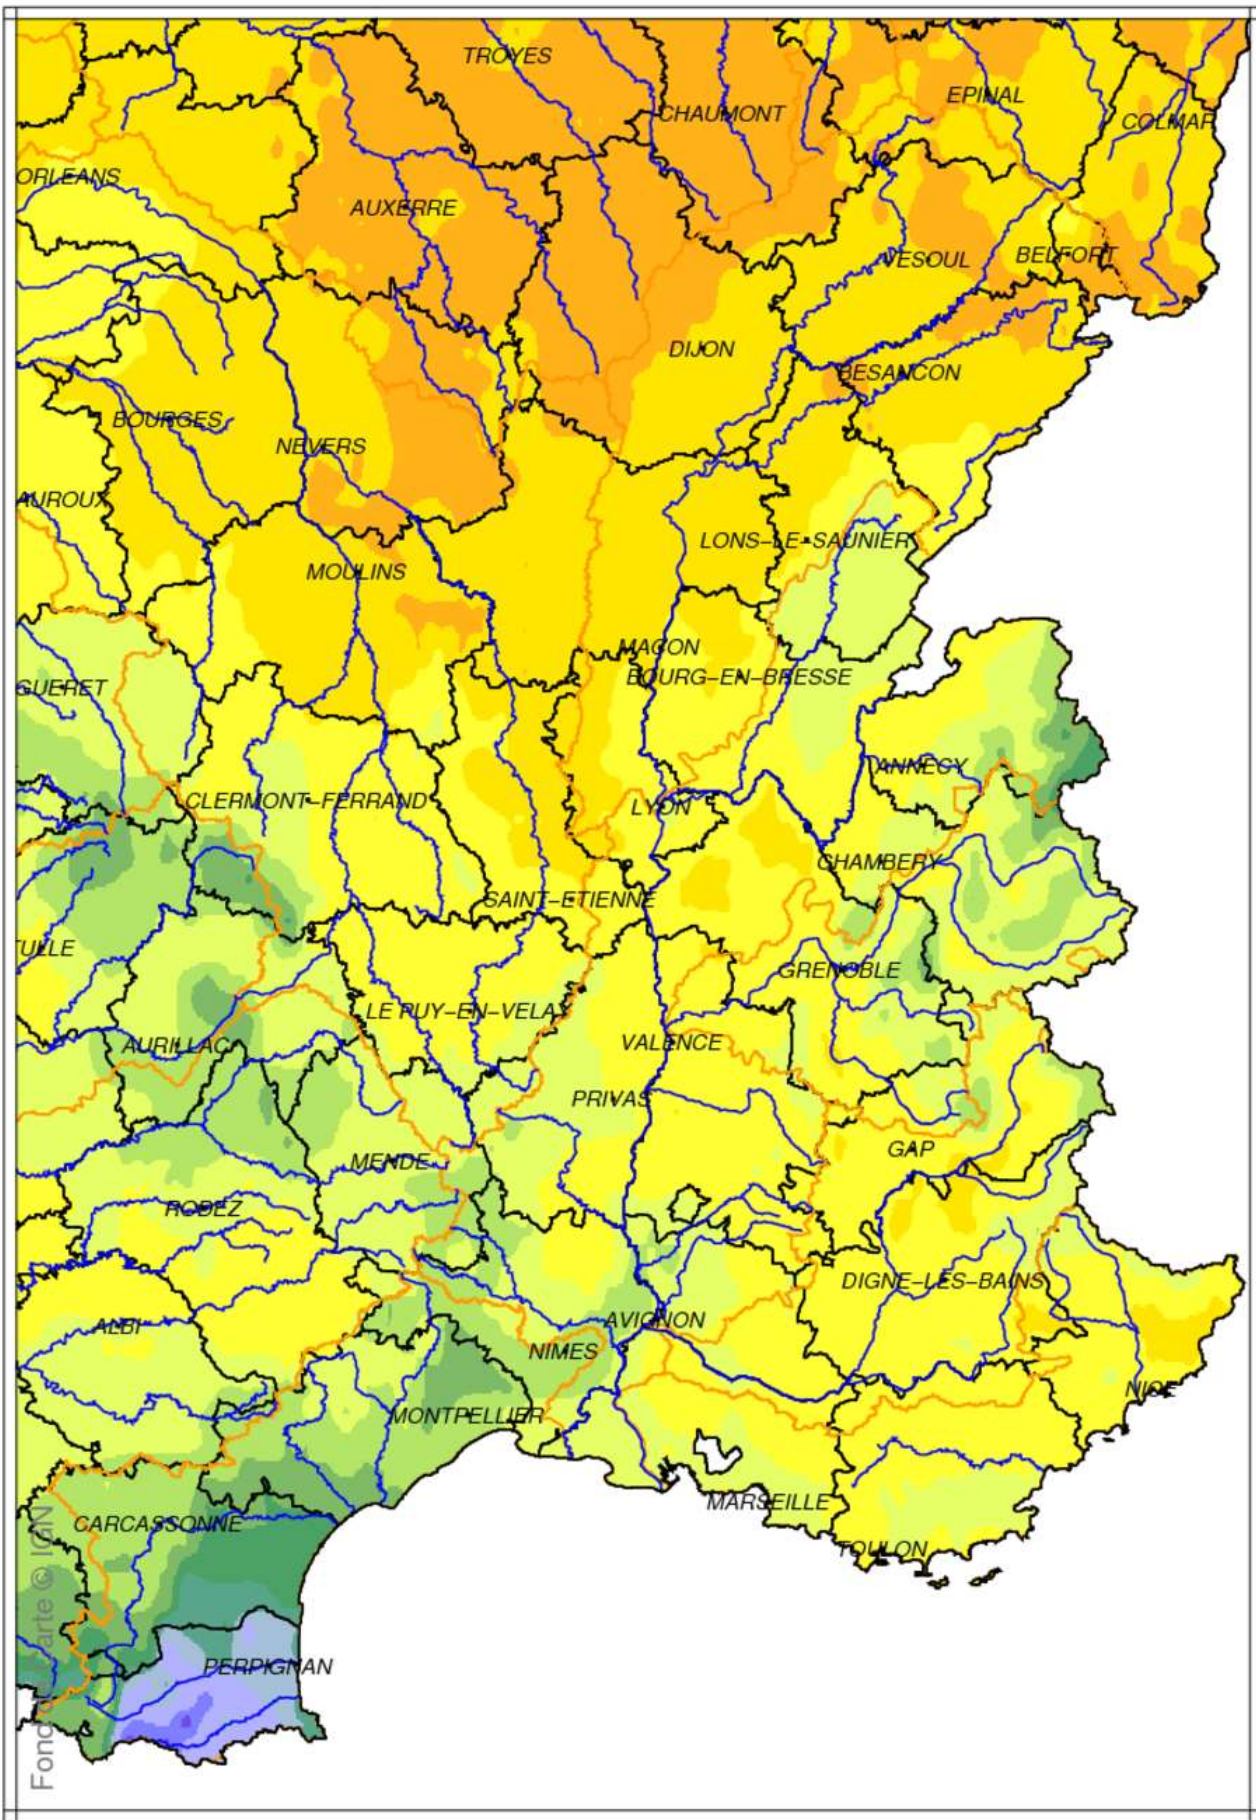 TROYES
EPINAL
CHAUMONT
COLMAR
ORLEANS
AUXERRE
BELFORT
VESOUL
DIJON
BESANCON
BOURGES
NEVERS
AUROUX
LONS-LE-SAUNIER
MOULINS
MACON
BOURG-EN-BRESSE
GUERET
ANNECY
CLERMONT-FERRAND
LYON
CHAMBERY
SAINT-ETIENNE
TULLE
GRENOBLE
LE PUY-EN-VELAY
AURILLAC
VALENCE
PRIVAS
GAP
MENDE
RODEZ
DIGNE-LES-BAINS
AVIGNON
ALBI
NIMES
NICE
MONTPELLIER
MARSEILLE
CARCASSONNE
TOULON
PERPIGNAN
Fond de carte © IGN